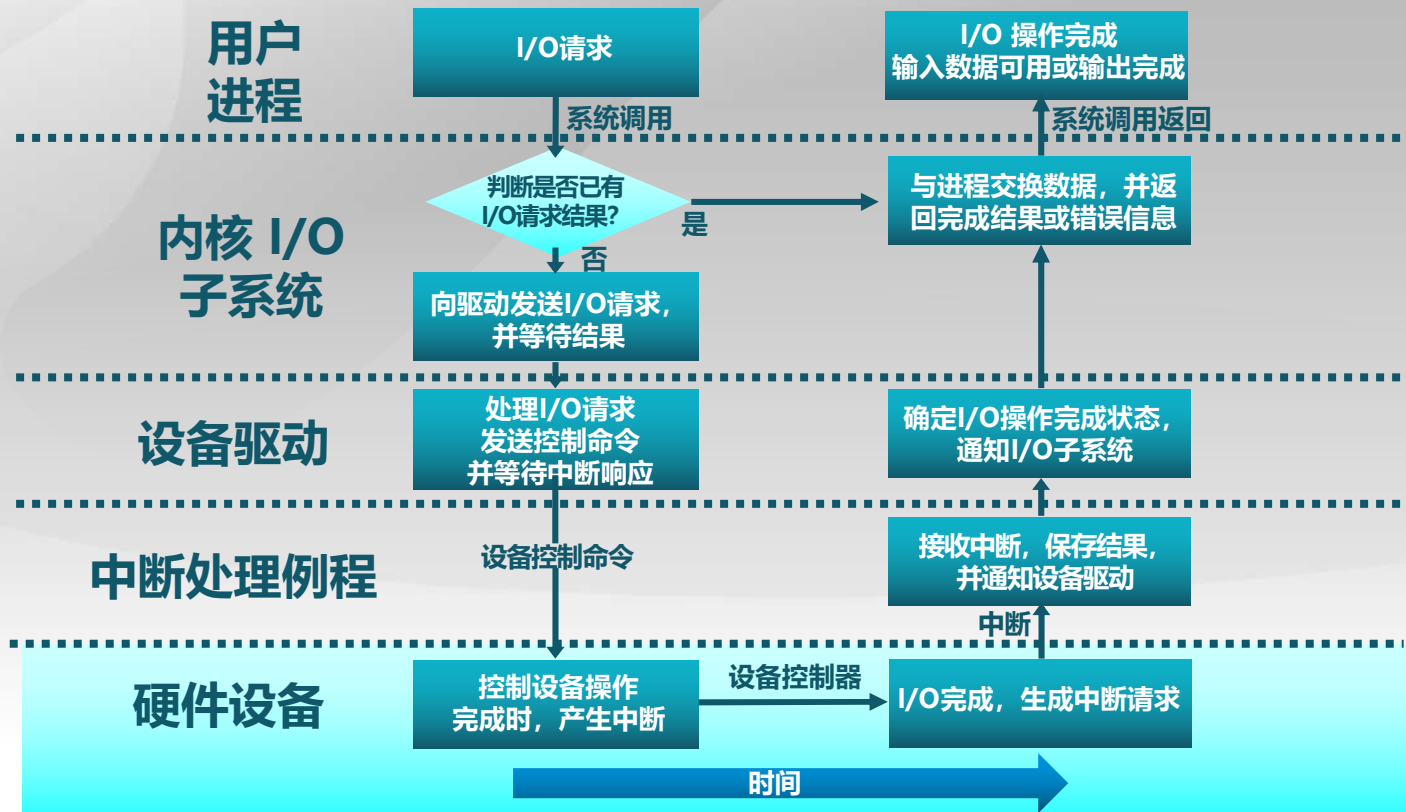 用户
进程
I/O请求
I/O 操作完成
输入数据可用或输出完成
系统调用
系统调用返回
内核 I/O
子系统
判断是否已有
I/O请求结果?
是
否
与进程交换数据，并返
回完成结果或错误信息
向驱动发送I/O请求，
并等待结果
设备驱动
处理I/O请求
发送控制命令
并等待中断响应
确定I/O操作完成状态，
通知I/O子系统
中断处理例程
设备控制命令
接收中断，保存结果，
并通知设备驱动
中断
硬件设备
控制设备操作
完成时，产生中断
设备控制器
I/O完成，生成中断请求
时间